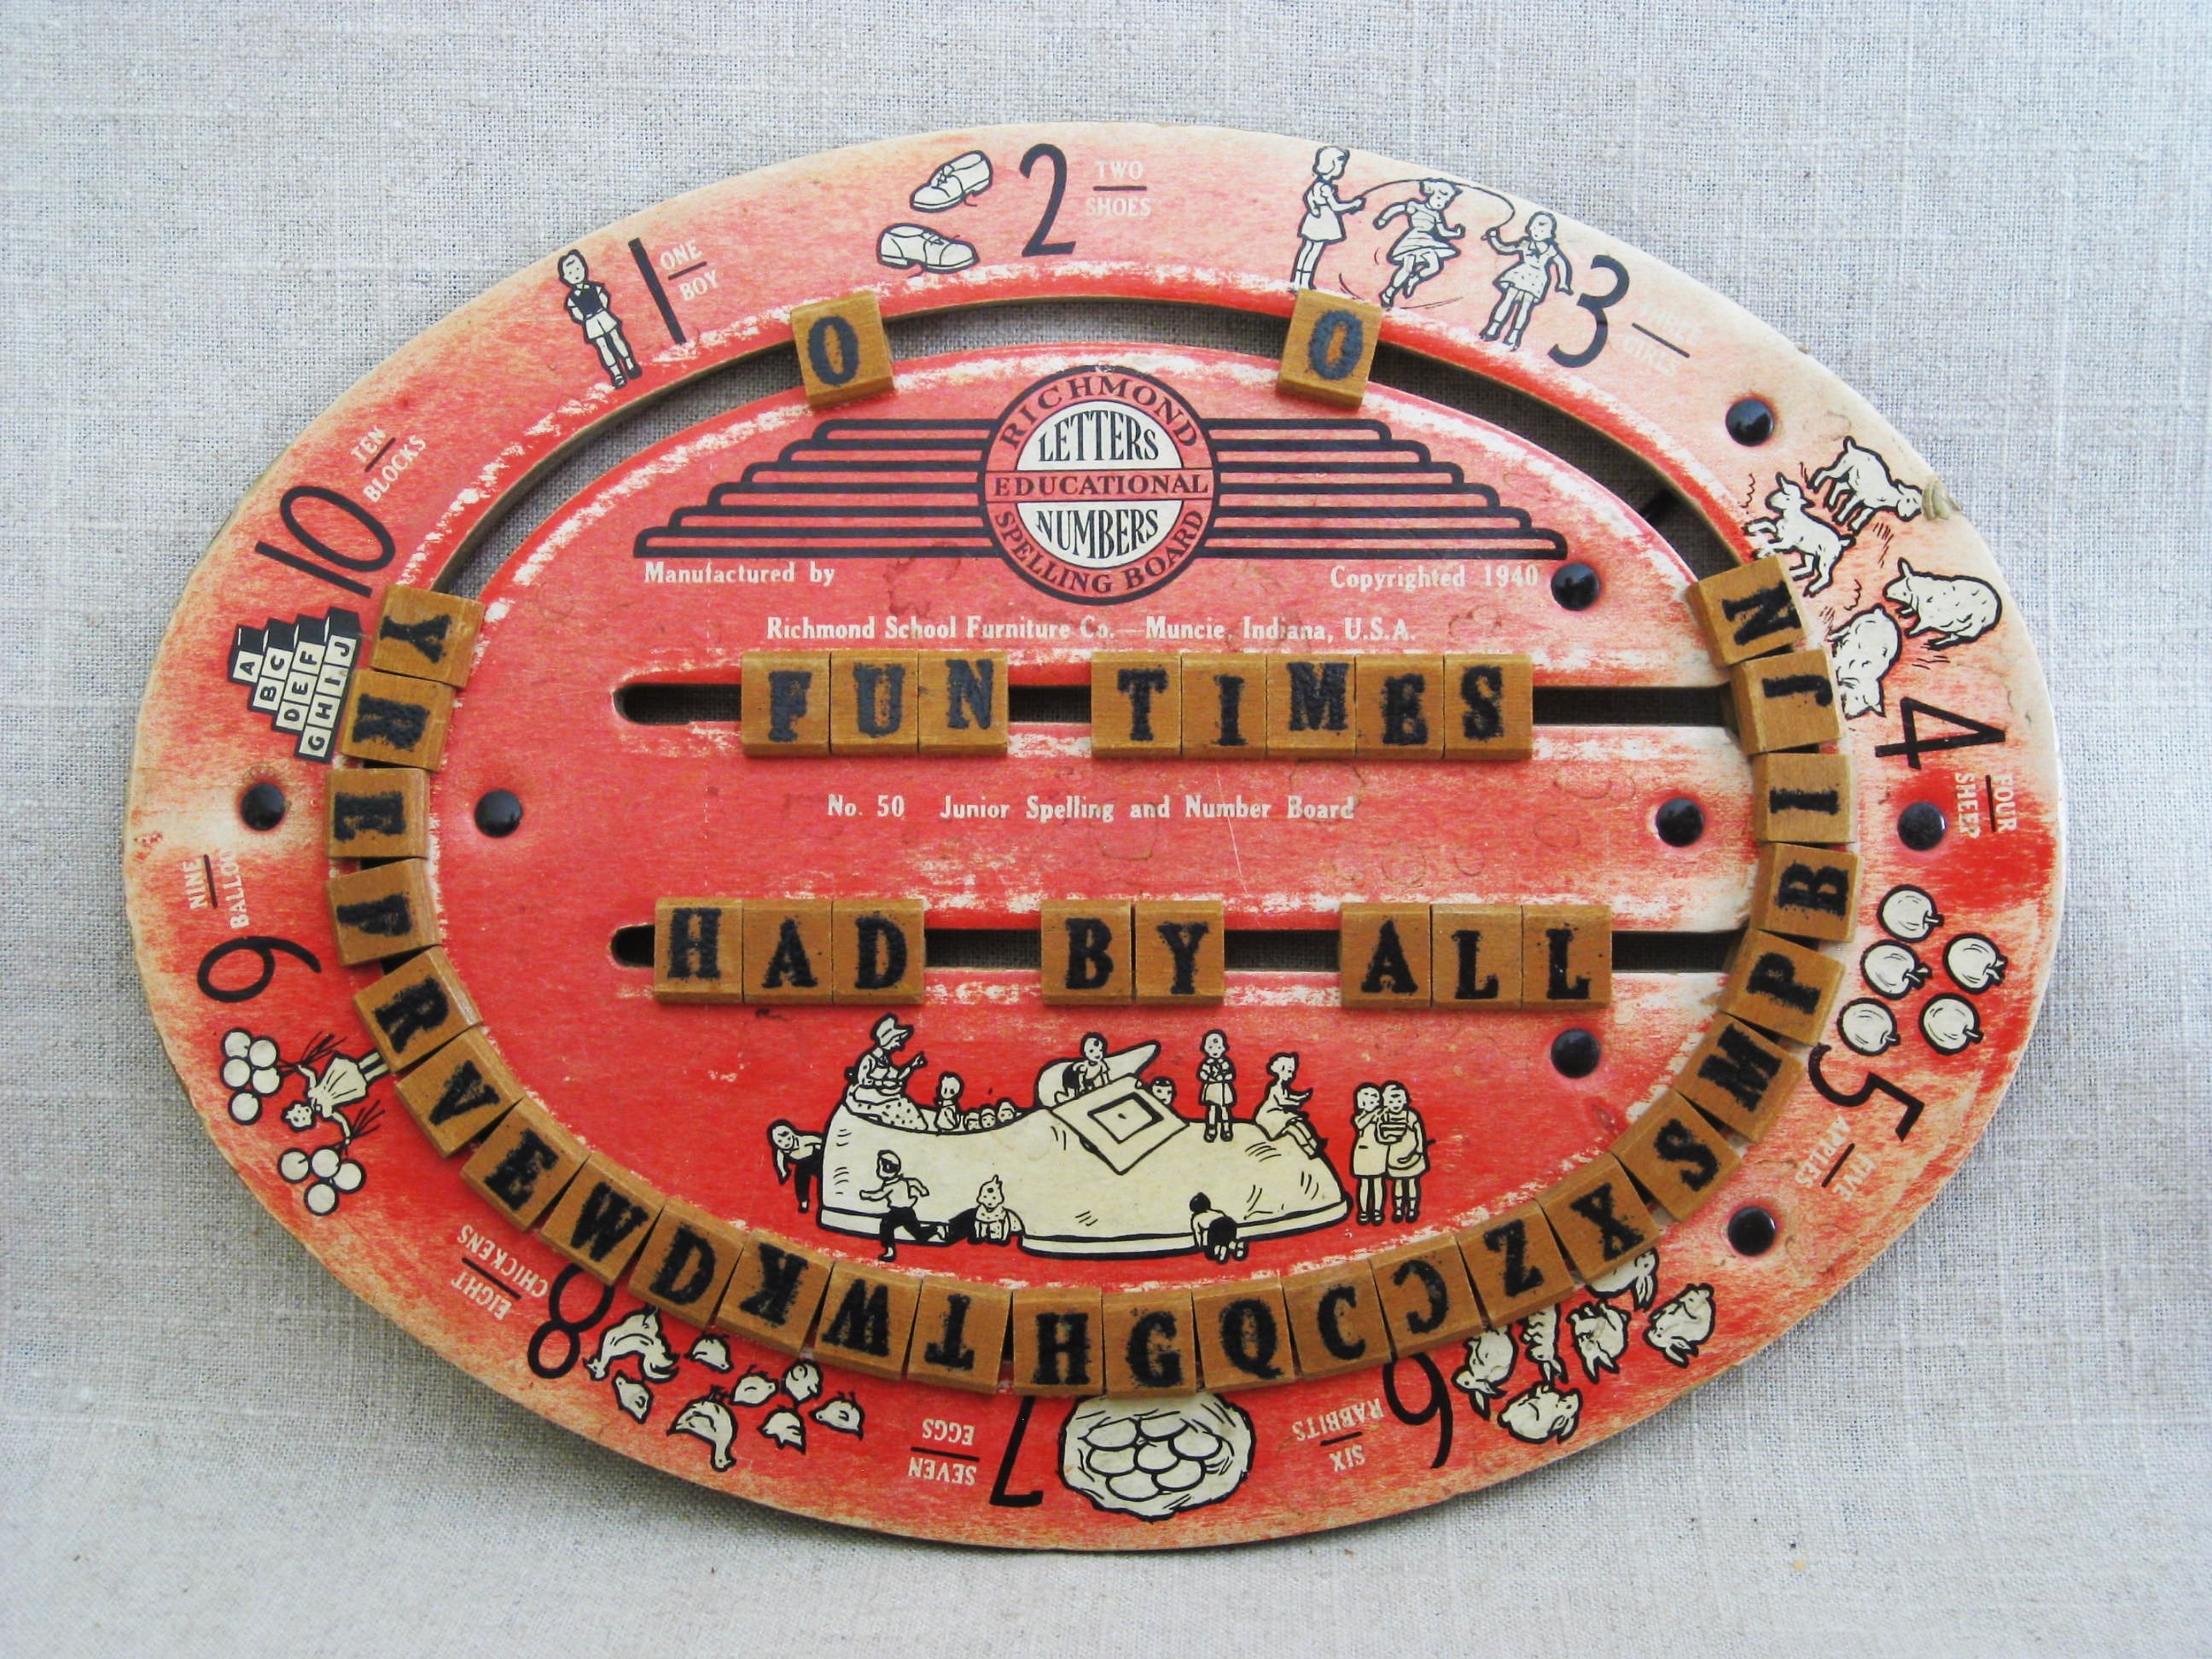 2 TWO SHOES
1 ONE BOY
3
O O
RICHMOND
LETTERS
EDUCATIONAL
NUMBERS
SPELLING BOARD
Manufactured by Copyrighted 1940
Richmond School Furniture Co. — Muncie, Indiana, U.S.A.
FUN TIMES
No. 50 Junior Spelling and Number Board
HAD BY ALL
4 FOUR SHEEP
5 FIVE APPLES
6 SIX RABBITS
7 SEVEN EGGS
8 EIGHT CHICKENS
9 NINE
10 TEN BLOCKS
A
B C
D E F
G H I J
Y R E P R V E W D K W T H G Q C C Z X S M P B I J N